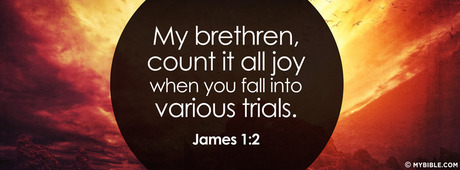 My brethren,
count it all joy
when you fall into
various trials.
James 1:2
© MYBIBLE.COM